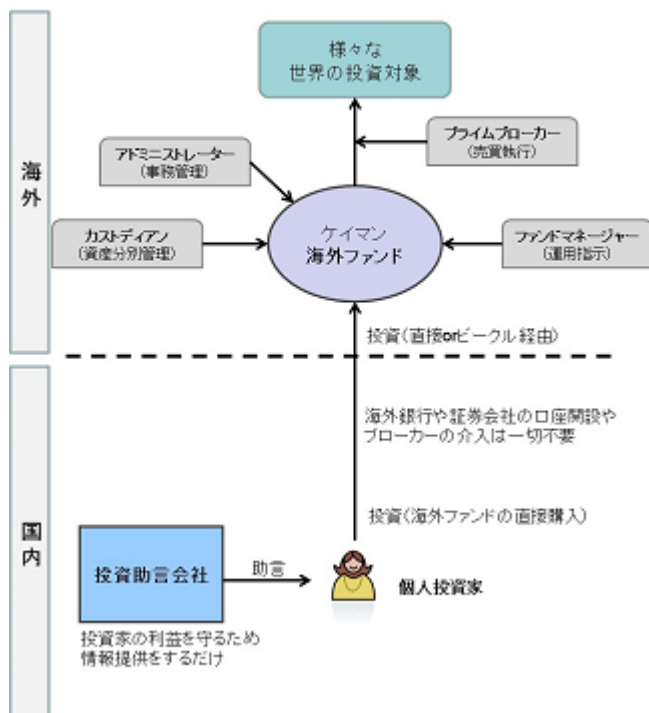 様々な
世界の投資対象
プライムブローカー
(売買執行)
アドミニストレーター
(事務管理)
海外
カストディアン
(資産分別管理)
ケイマン
海外ファンド
ファンドマネージャー
(運用指示)
投資(直接orビークル経由)
海外銀行や証券会社の口座開設や
ブローカーの介入は一切不要
投資(海外ファンドの直接購入)
国内
投資助言会社
助言
個人投資家
投資家の利益を守るため
情報提供をするだけ